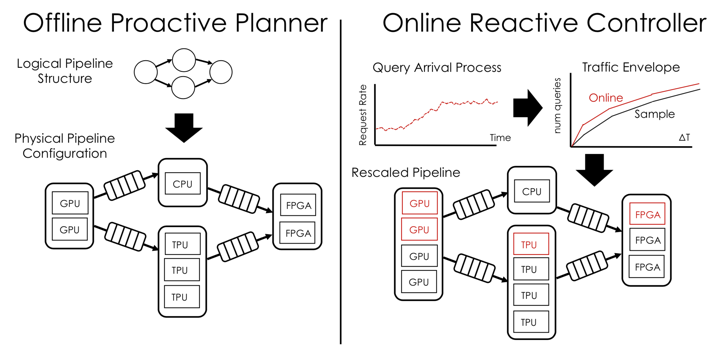 Offline Proactive Planner
Logical Pipeline
Structure
Physical Pipeline
Configuration
GPU
GPU
CPU
TPU
TPU
TPU
FPGA
FPGA
Online Reactive Controller
Query Arrival Process
Request Rate
Time
Traffic Envelope
num queries
Online
Sample
ΔT
Rescaled Pipeline
GPU
GPU
GPU
GPU
CPU
TPU
TPU
TPU
TPU
FPGA
FPGA
FPGA